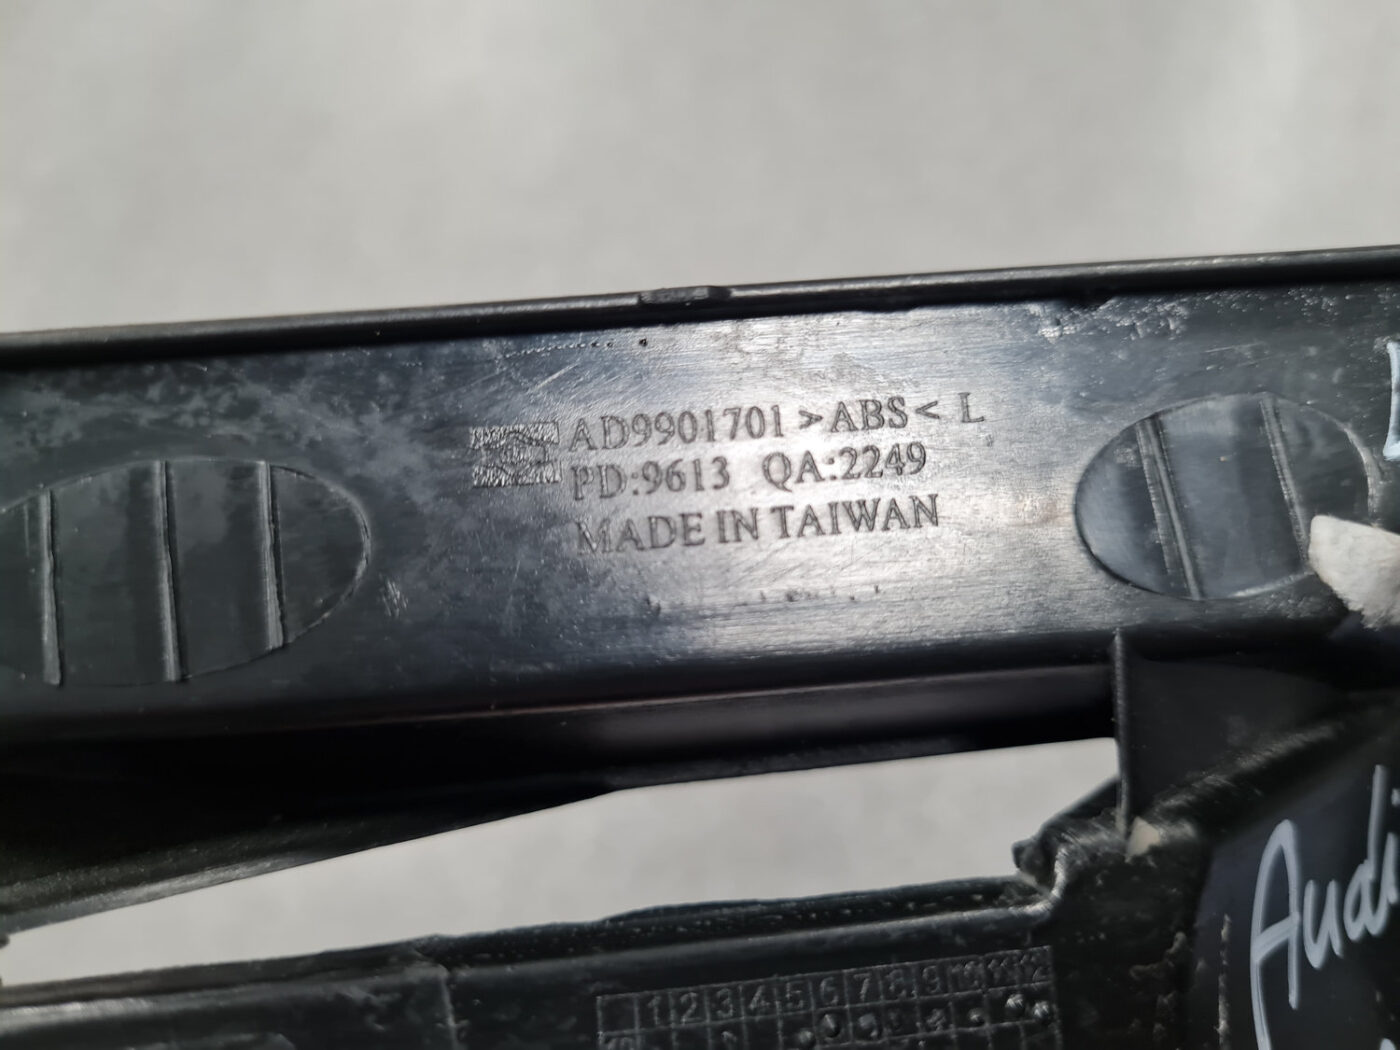 AD9901701 >ABS< L
PD:9613 QA:2249
MADE IN TAIWAN
Audi
1 2 3 4 5 6 7 8 9 10 11 12